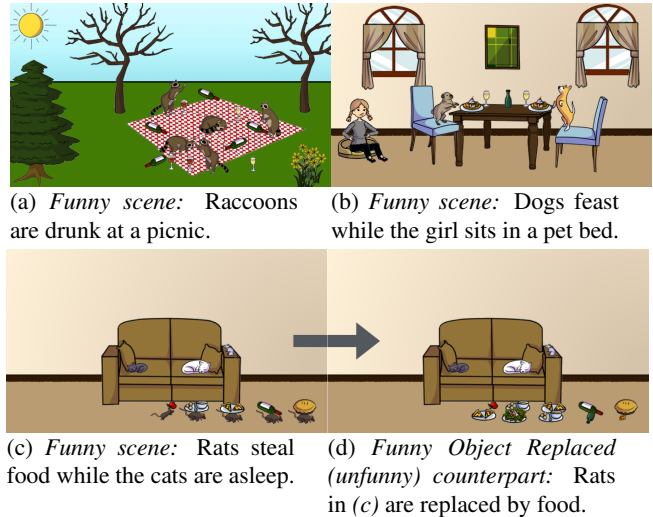 (a) Funny scene: Raccoons
are drunk at a picnic.
(b) Funny scene: Dogs feast
while the girl sits in a pet bed.
(c) Funny scene: Rats steal
food while the cats are asleep.
(d) Funny Object Replaced
(unfunny) counterpart: Rats
in (c) are replaced by food.